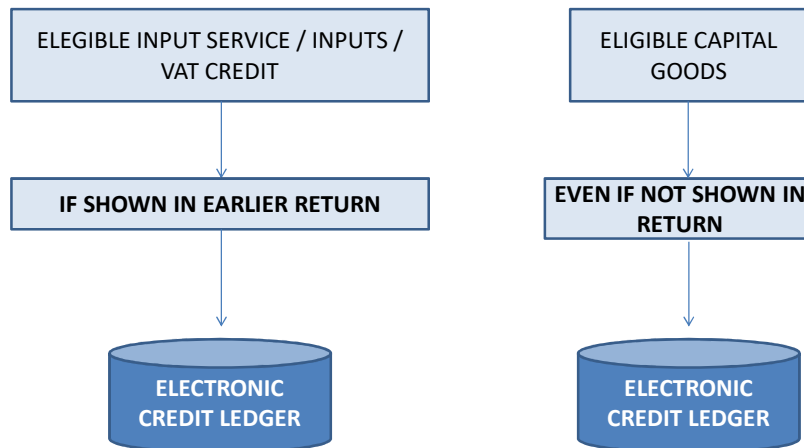 ELEGIBLE INPUT SERVICE / INPUTS /
VAT CREDIT
ELIGIBLE CAPITAL
GOODS
IF SHOWN IN EARLIER RETURN
EVEN IF NOT SHOWN IN
RETURN
ELECTRONIC
CREDIT LEDGER
ELECTRONIC
CREDIT LEDGER